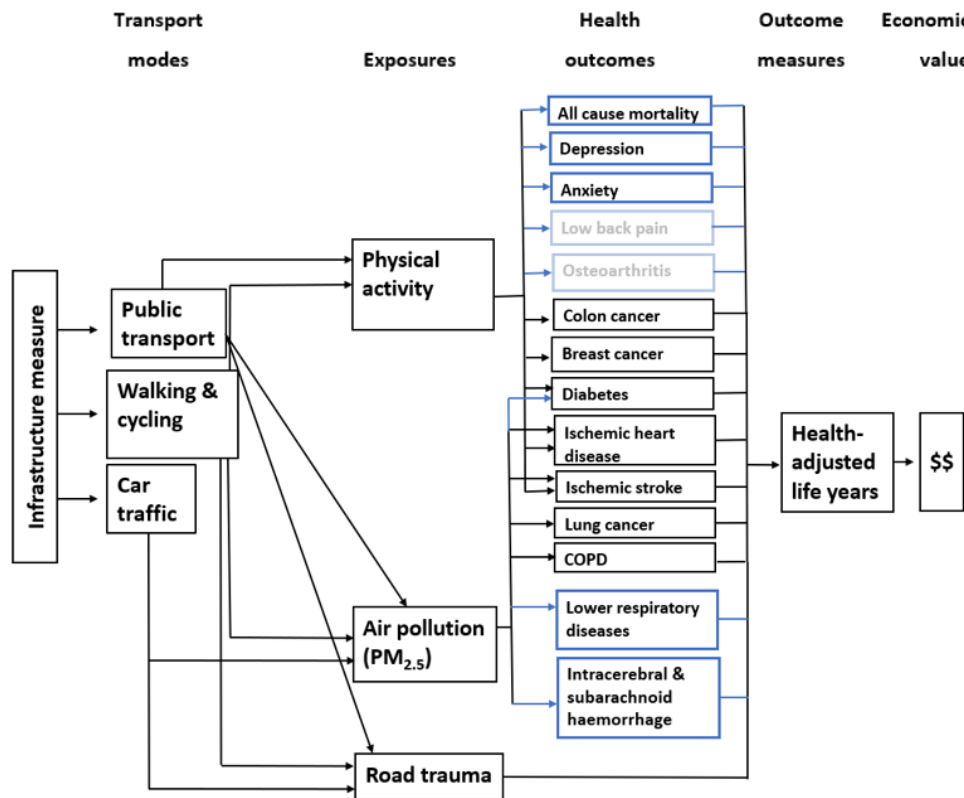 Transport
modes
Exposures
Health
outcomes
Outcome
measures
Economic
value
Infrastructure measure
Public
transport
Walking &
cycling
Car
traffic
Physical
activity
Air pollution
(PM2.5)
Road trauma
All cause mortality
Depression
Anxiety
Low back pain
Osteoarthritis
Colon cancer
Breast cancer
Diabetes
Ischemic heart
disease
Ischemic stroke
Lung cancer
COPD
Lower respiratory
diseases
Intracerebral &
subarachnoid
haemorrhage
Health-
adjusted
life years
$$